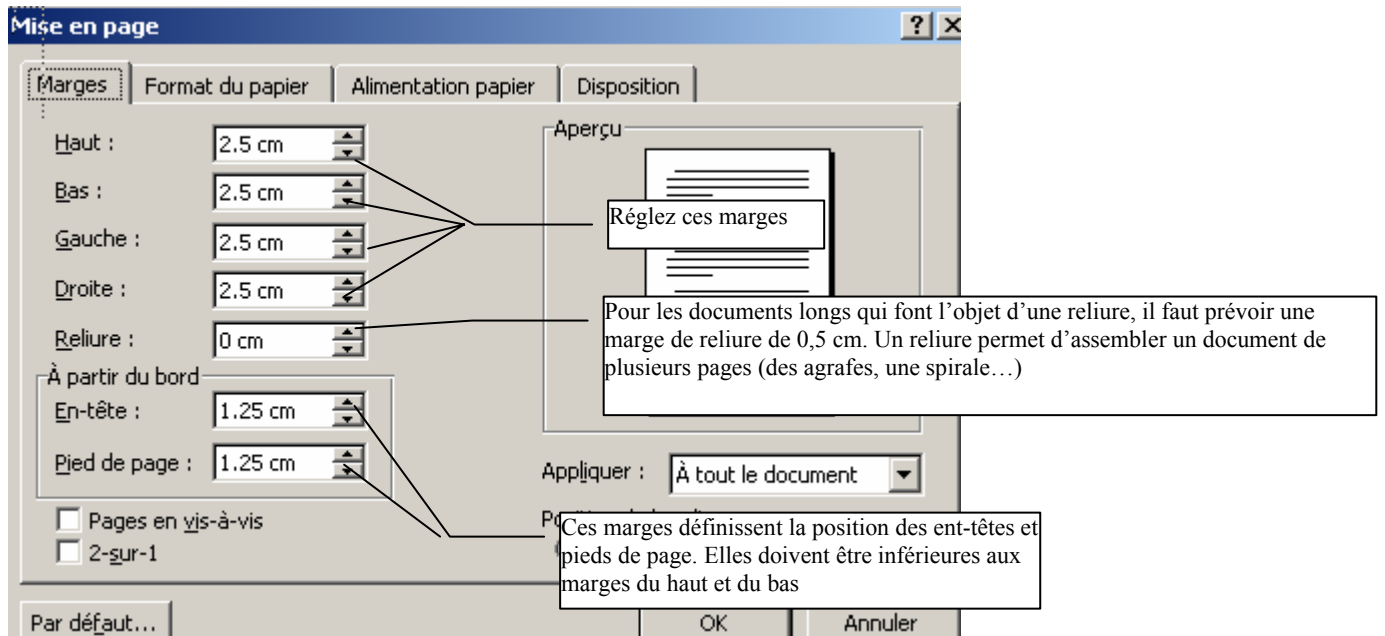 Mise en page
Marges Format du papier Alimentation papier Disposition
Haut : 2.5 cm
Bas : 2.5 cm
Gauche : 2.5 cm
Droite : 2.5 cm
Reliure : 0 cm
À partir du bord
En-tête : 1.25 cm
Pied de page : 1.25 cm
Pages en vis-à-vis
2-sur-1
Aperçu
Réglez ces marges
Pour les documents longs qui font l’objet d’une reliure, il faut prévoir une
marge de reliure de 0,5 cm. Un reliure permet d’assembler un document de
plusieurs pages (des agrafes, une spirale…)
Appliquer : À tout le document
Ces marges définissent la position des ent-têtes et
pieds de page. Elles doivent être inférieures aux
marges du haut et du bas
Par défaut... OK Annuler